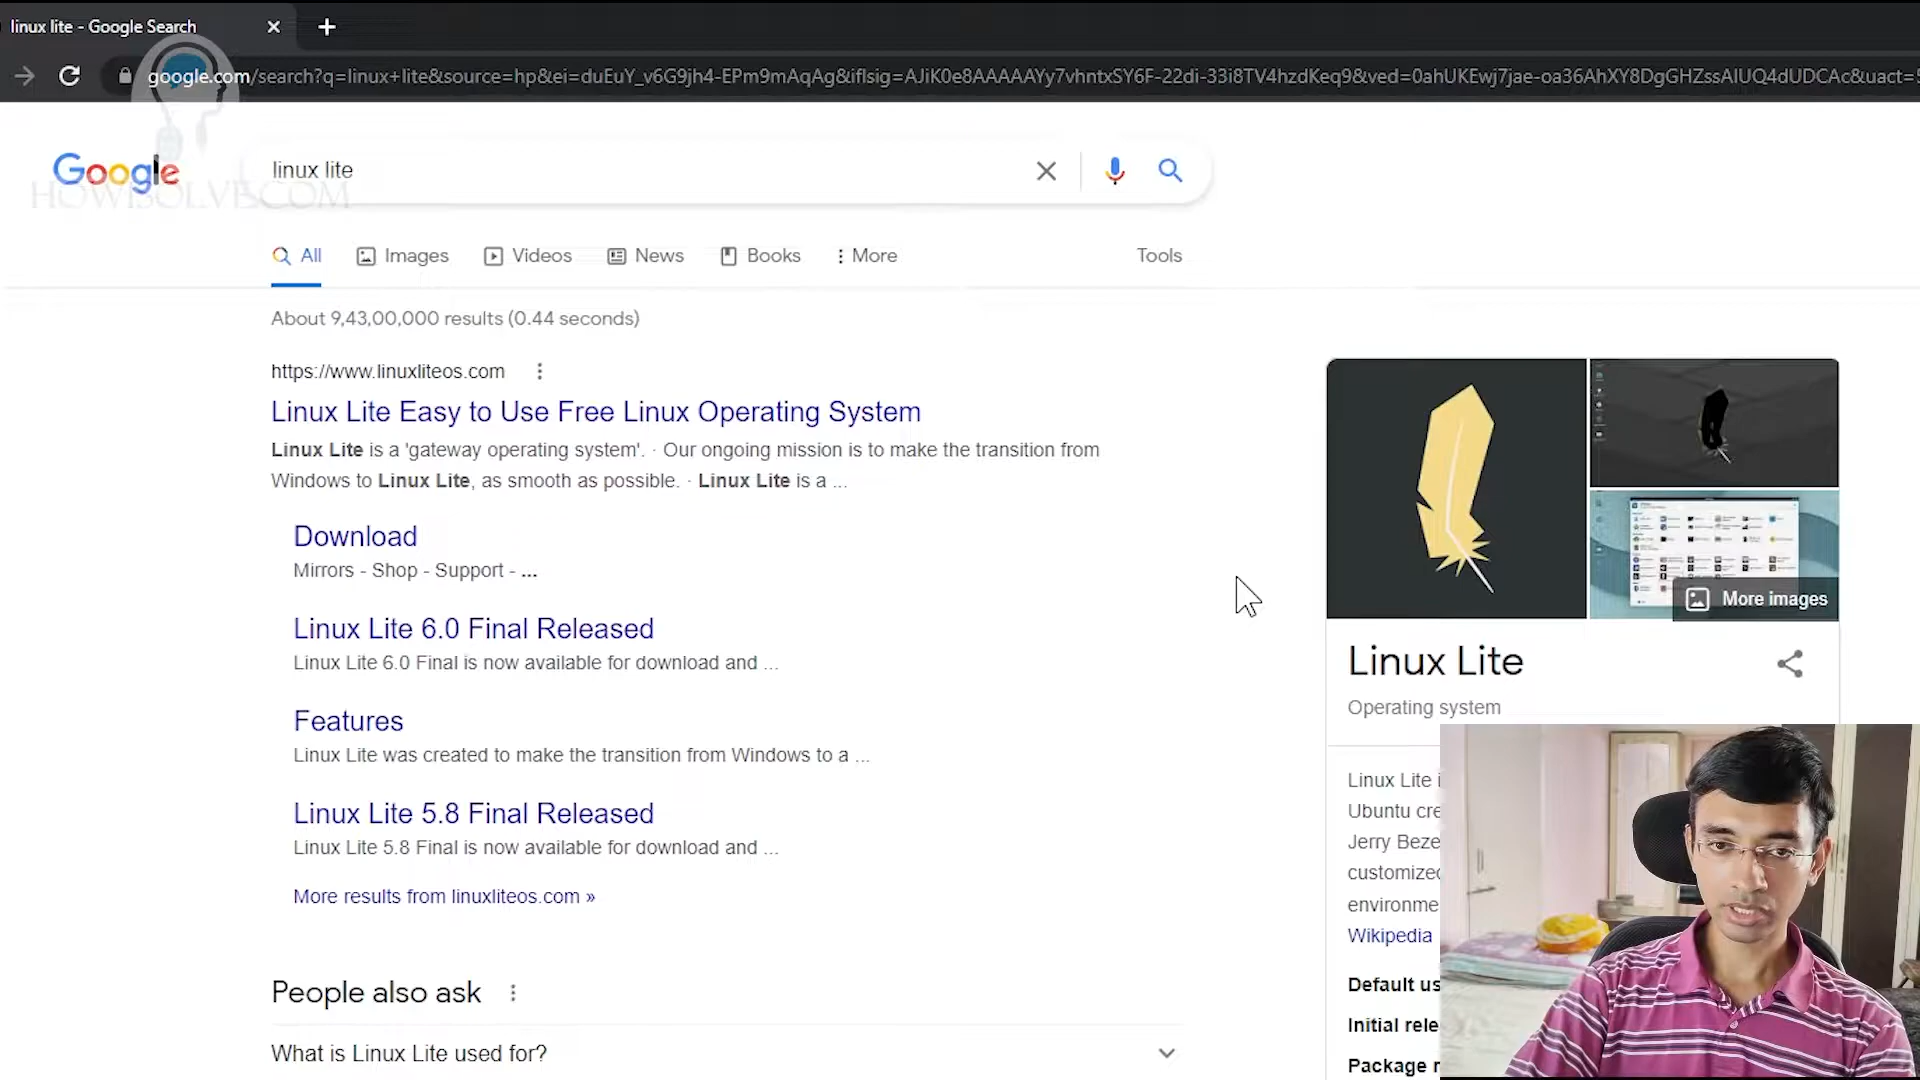 linux lite - Google Search
google.com/search?q=linux+lite&source=hp&ei=duEuY_v6G9jh4-EPm9mAqAg&iflsig=AJiK0e8AAAAAYy7vhntxSY6F-22di-33i8TV4hzdKeq9&ved=0ahUKEwj7jae-oa36AhXY8DgGHZssAIUQ4dUDCAc&uact=5
Google
linux lite
HOWISOLVE.COM
All Images Videos News Books More Tools
About 9,43,00,000 results (0.44 seconds)
https://www.linuxliteos.com
Linux Lite Easy to Use Free Linux Operating System
Linux Lite is a 'gateway operating system'. · Our ongoing mission is to make the transition from
Windows to Linux Lite, as smooth as possible. · Linux Lite is a ...
Download
Mirrors - Shop - Support - ...
Linux Lite 6.0 Final Released
Linux Lite 6.0 Final is now available for download and ...
Features
Linux Lite was created to make the transition from Windows to a ...
Linux Lite 5.8 Final Released
Linux Lite 5.8 Final is now available for download and ...
More results from linuxliteos.com »
People also ask
What is Linux Lite used for?
More images
Linux Lite
Operating system
Linux Lite i
Ubuntu cre
Jerry Beze
customized
environme
Wikipedia
Default us
Initial rele
Package r